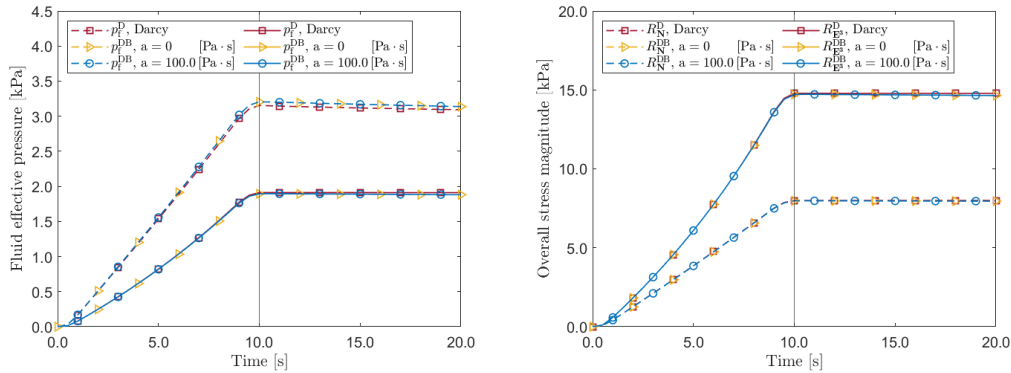 4.5
4.0
3.5
3.0
2.5
2.0
1.5
1.0
0.5
0.0
Fluid effective pressure [kPa]
p_f^D, Darcy
p_f^D, Darcy
p_f^DB, a = 0 [Pa · s]
p_f^DB, a = 0 [Pa · s]
p_f^DB, a = 100.0 [Pa · s]
p_f^DB, a = 100.0 [Pa · s]
0.0 5.0 10.0 15.0 20.0
Time [s]
20.0
15.0
10.0
5.0
0.0
Overall stress magnitude [kPa]
R_N^D, Darcy
R_E^s^D, Darcy
R_N^DB, a = 0 [Pa · s]
R_E^s^DB, a = 0 [Pa · s]
R_N^DB, a = 100.0 [Pa · s]
R_E^s^DB, a = 100.0 [Pa · s]
0.0 5.0 10.0 15.0 20.0
Time [s]